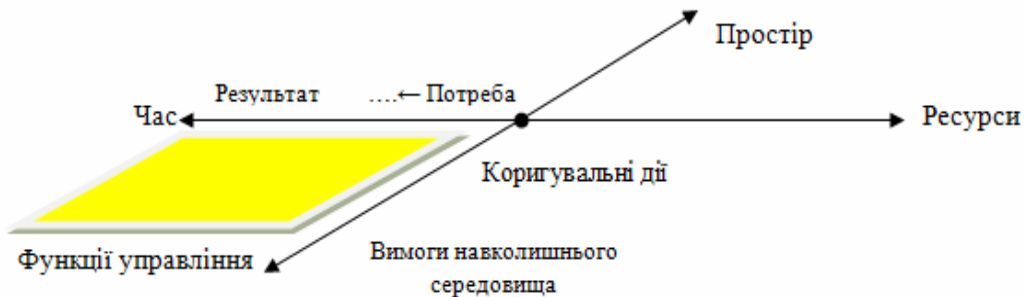 Простір
Результат ....← Потреба
Час
Ресурси
Коригувальні дії
Функції управління
Вимоги навколишнього
середовища